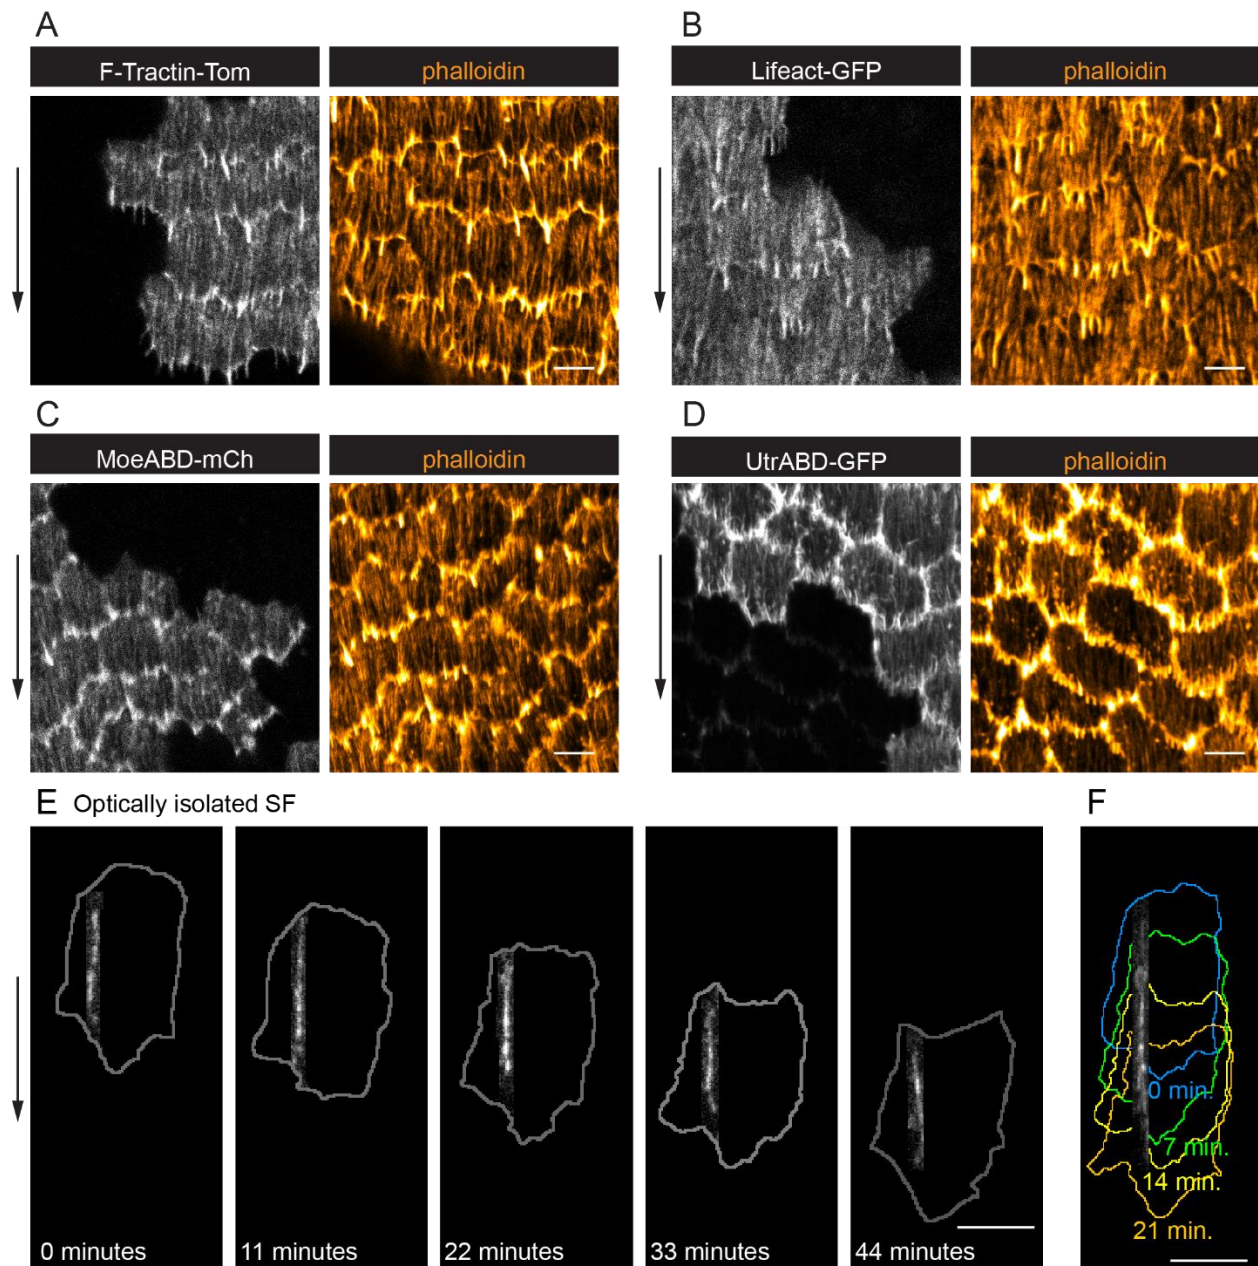 A
B
F-Tractin-Tom
phalloidin
Lifeact-GFP
phalloidin
C
D
MoeABD-mCh
phalloidin
UtrABD-GFP
phalloidin
E Optically isolated SF
F
0 minutes
11 minutes
22 minutes
33 minutes
44 minutes
0 min.
7 min.
14 min.
21 min.